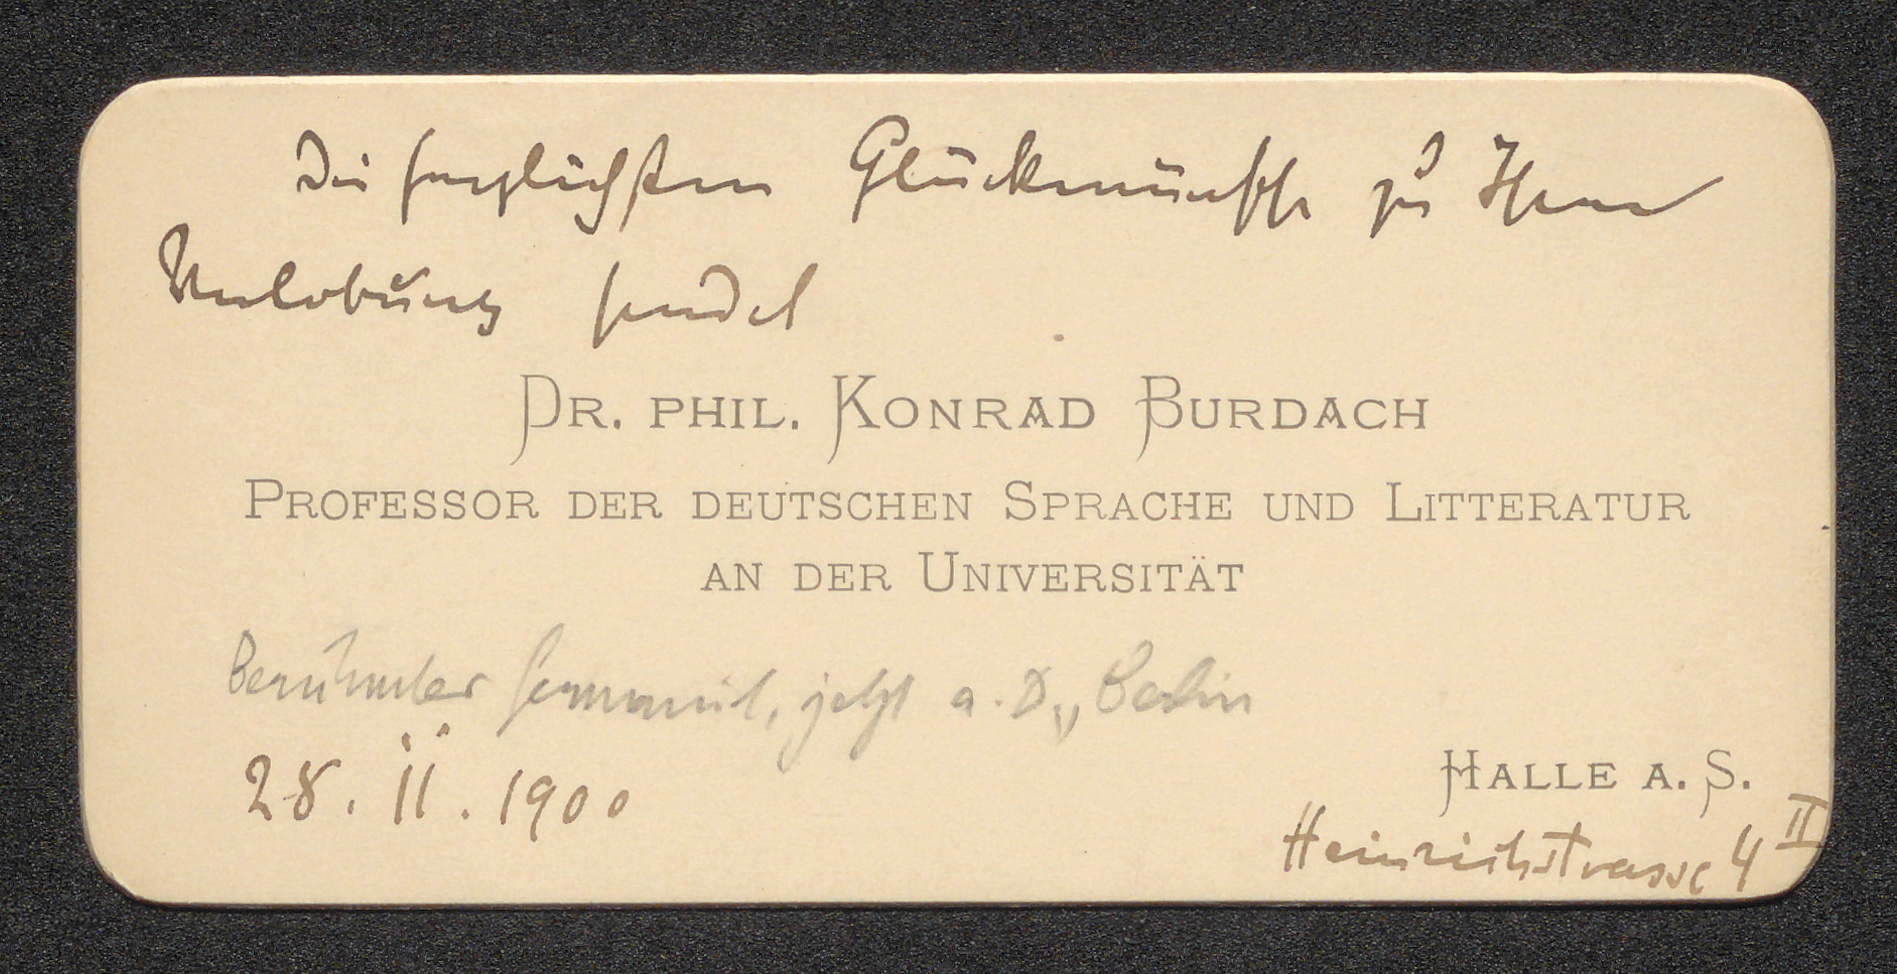 Die herzlichsten Glückwünsche zu Ihrer
Verlobung sendet
DR. PHIL. KONRAD BURDACH
PROFESSOR DER DEUTSCHEN SPRACHE UND LITTERATUR
AN DER UNIVERSITÄT
Berühmter Germanist, jetzt a. D., Berlin
28. II. 1900
HALLE A. S.
Heinrichstrasse 4 II